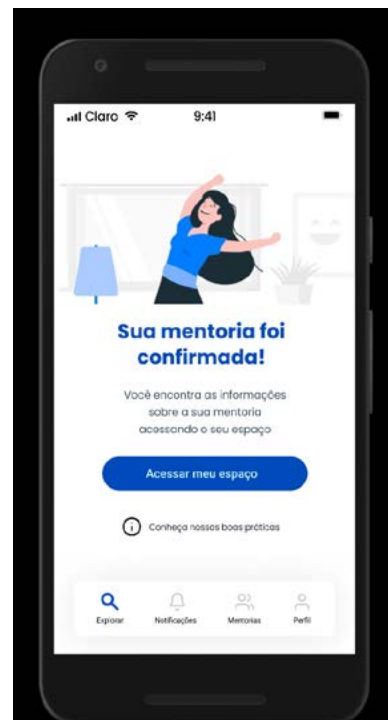 Claro 9:41
Sua mentoria foi
confirmada!
Você encontra as informações
sobre a sua mentoria
acessando o seu espaço
Acessar meu espaço
Conheça nossas boas práticas
Explorar Notificações Mentorias Perfil